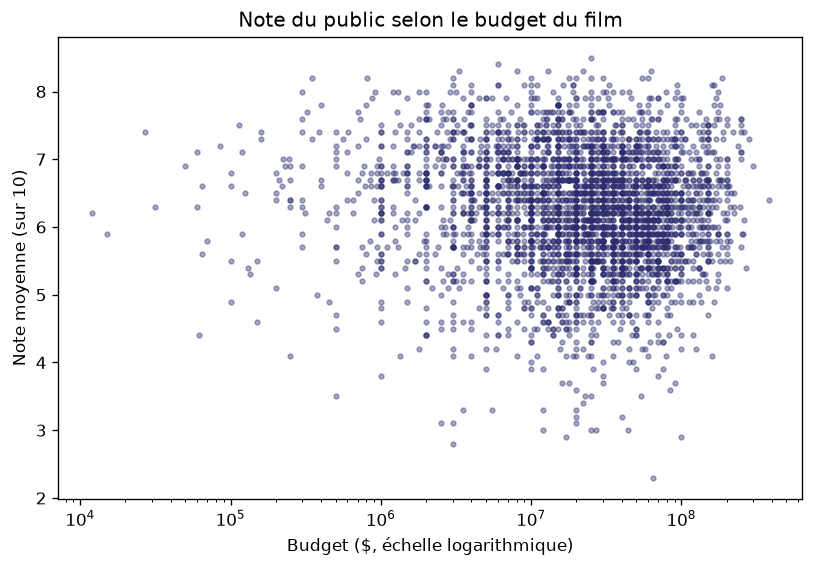 Note du public selon le budget du film
Note moyenne (sur 10)
8
7
6
5
4
3
2
10⁴ 10⁵ 10⁶ 10⁷ 10⁸
Budget ($, échelle logarithmique)